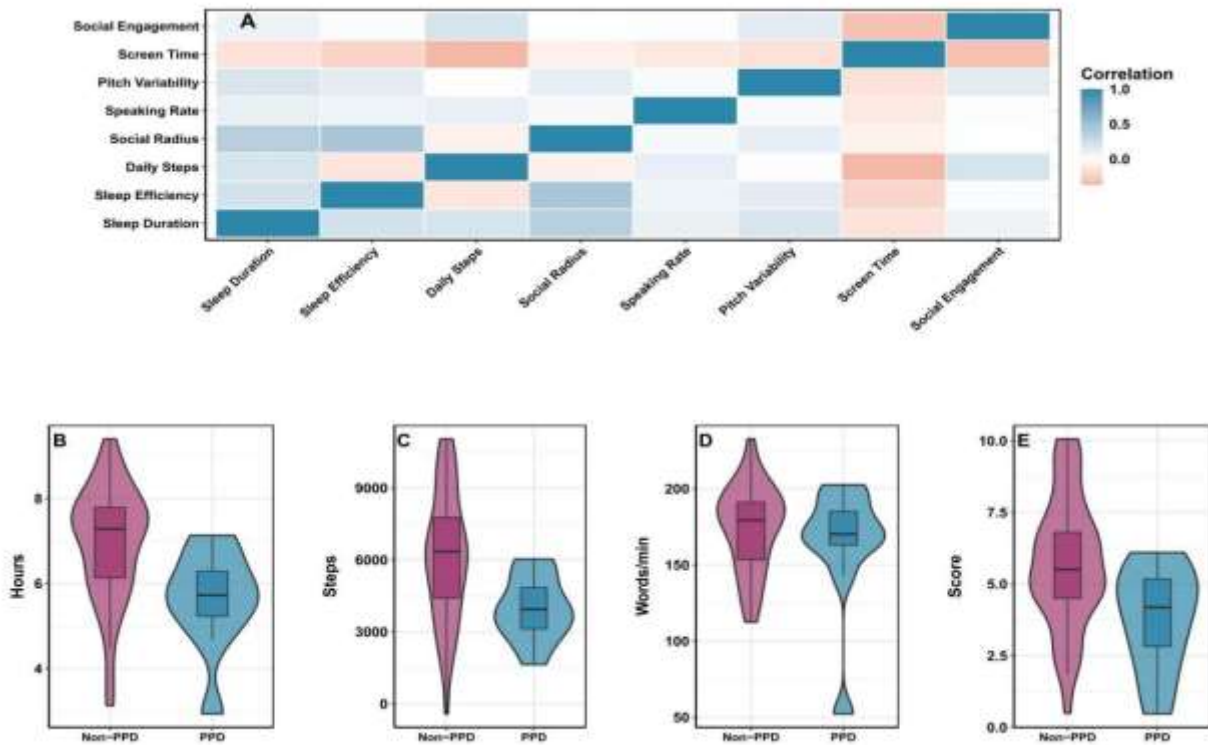 A
Social Engagement
Screen Time
Pitch Variability
Speaking Rate
Social Radius
Daily Steps
Sleep Efficiency
Sleep Duration
Sleep Duration
Sleep Efficiency
Daily Steps
Social Radius
Speaking Rate
Pitch Variability
Screen Time
Social Engagement
Correlation
1.0
0.5
0.0
B
Hours
8
6
4
Non-PPD PPD
C
Steps
9000
6000
3000
0
Non-PPD PPD
D
Words/min
200
150
100
50
Non-PPD PPD
E
Score
10.0
7.5
5.0
2.5
0.0
Non-PPD PPD